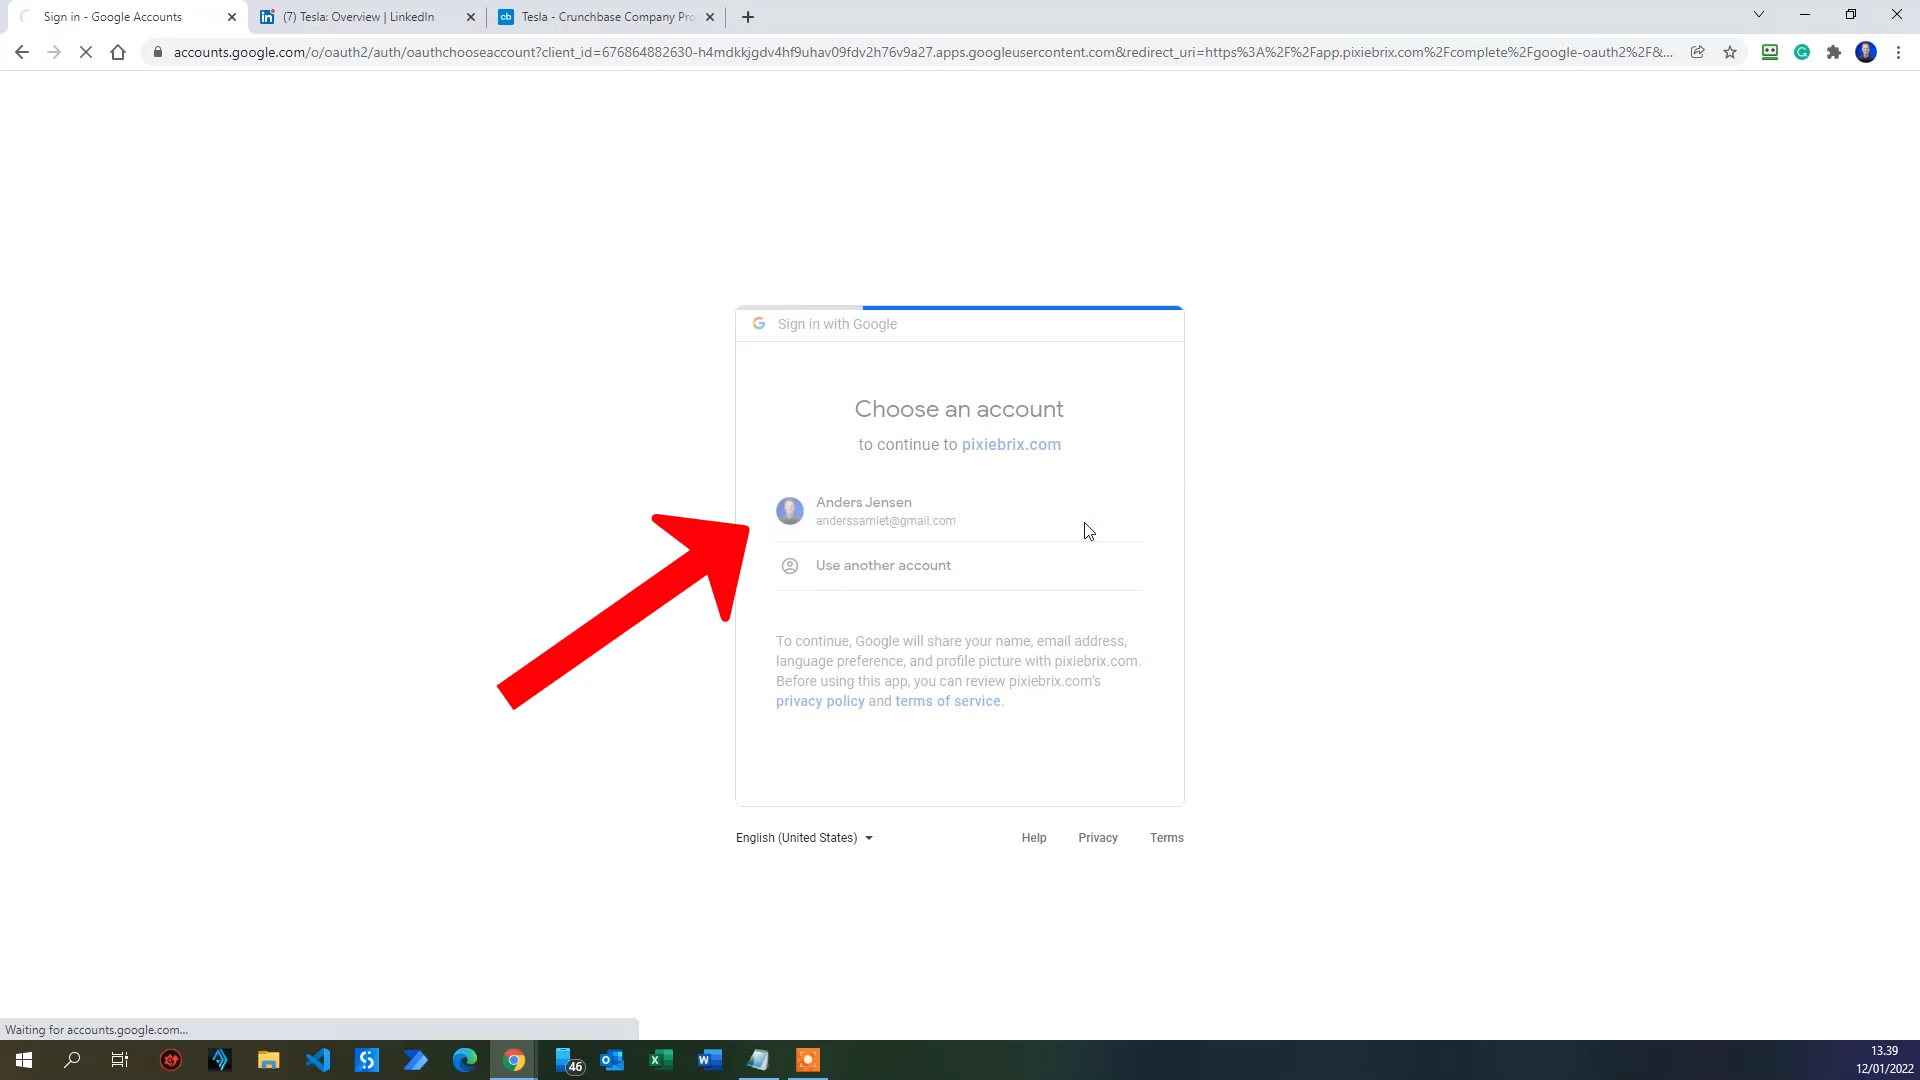 Sign in - Google Accounts
(7) Tesla: Overview | LinkedIn
Tesla - Crunchbase Company Pro
accounts.google.com/o/oauth2/auth/oauthchooseaccount?client_id=676864882630-h4mdkkjgdv4hf9uhav09fdv2h76v9a27.apps.googleusercontent.com&redirect_uri=https%3A%2F%2Fapp.pixiebrix.com%2Fcomplete%2Fgoogle-oauth2%2F&...
Sign in with Google
Choose an account
to continue to pixiebrix.com
Anders Jensen
anderssamlet@gmail.com
Use another account
To continue, Google will share your name, email address,
language preference, and profile picture with pixiebrix.com.
Before using this app, you can review pixiebrix.com's
privacy policy and terms of service.
English (United States)
Help
Privacy
Terms
Waiting for accounts.google.com...
46
13.39
12/01/2022